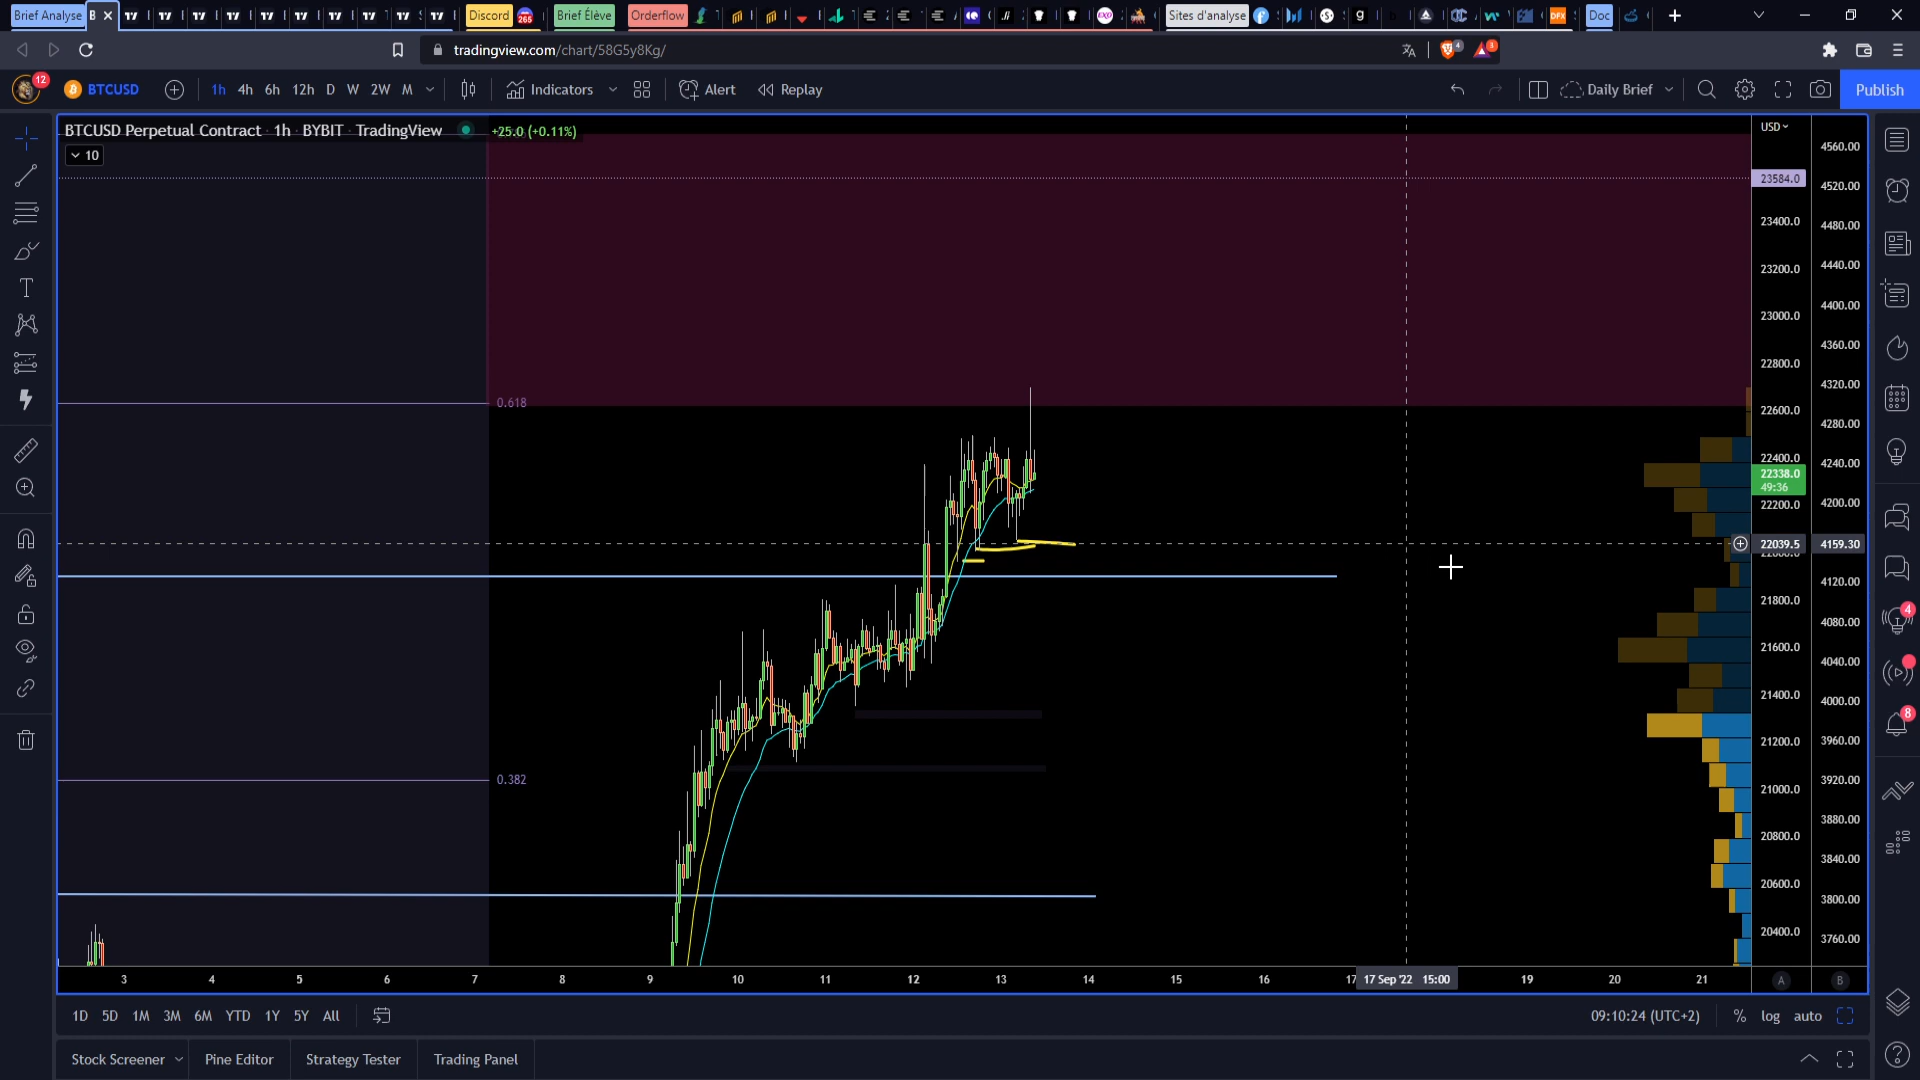 Brief Analyse
B
Discord
265
Brief Élève
Orderflow
Sites d'analyse
Doc
tradingview.com/chart/58G5y8Kg/
4
1
12
BTCUSD
1h 4h 6h 12h D W 2W M
Indicators
Alert
Replay
Daily Brief
Publish
BTCUSD Perpetual Contract · 1h · BYBIT · TradingView
+25.0 (+0.11%)
10
USD
23584.0
23400.0
23200.0
23000.0
22800.0
22600.0
22400.0
22338.0
49:36
22200.0
22039.5
21800.0
21600.0
21400.0
21200.0
21000.0
20800.0
20600.0
20400.0
4560.00
4520.00
4480.00
4440.00
4400.00
4360.00
4320.00
4280.00
4240.00
4200.00
4159.30
4120.00
4080.00
4040.00
4000.00
3960.00
3920.00
3880.00
3840.00
3800.00
3760.00
0.618
0.382
4
8
3 4 5 6 7 8 9 10 11 12 13 14 15 16 17 17 Sep '22 15:00 19 20 21
A
B
1D 5D 1M 3M 6M YTD 1Y 5Y All
09:10:24 (UTC+2)
% log auto
Stock Screener
Pine Editor
Strategy Tester
Trading Panel